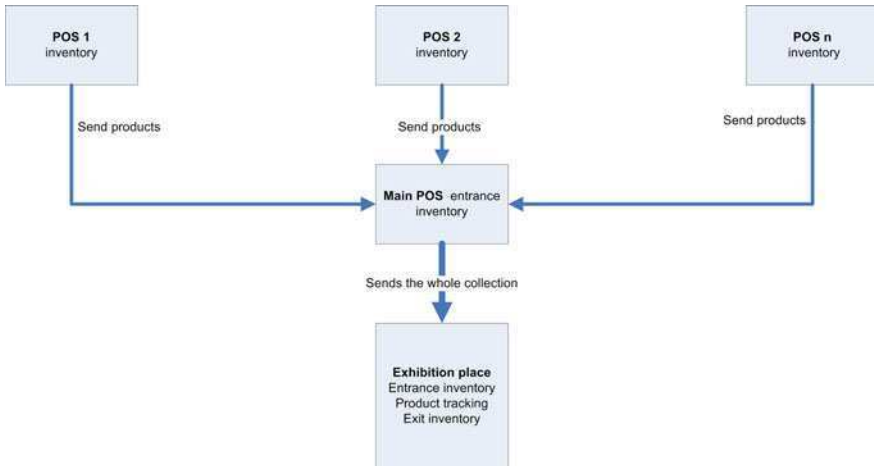 POS 1
inventory
POS 2
inventory
POS n
inventory
Send products
Send products
Send products
Main POS entrance
inventory
Sends the whole collection
Exhibition place
Entrance inventory
Product tracking
Exit inventory